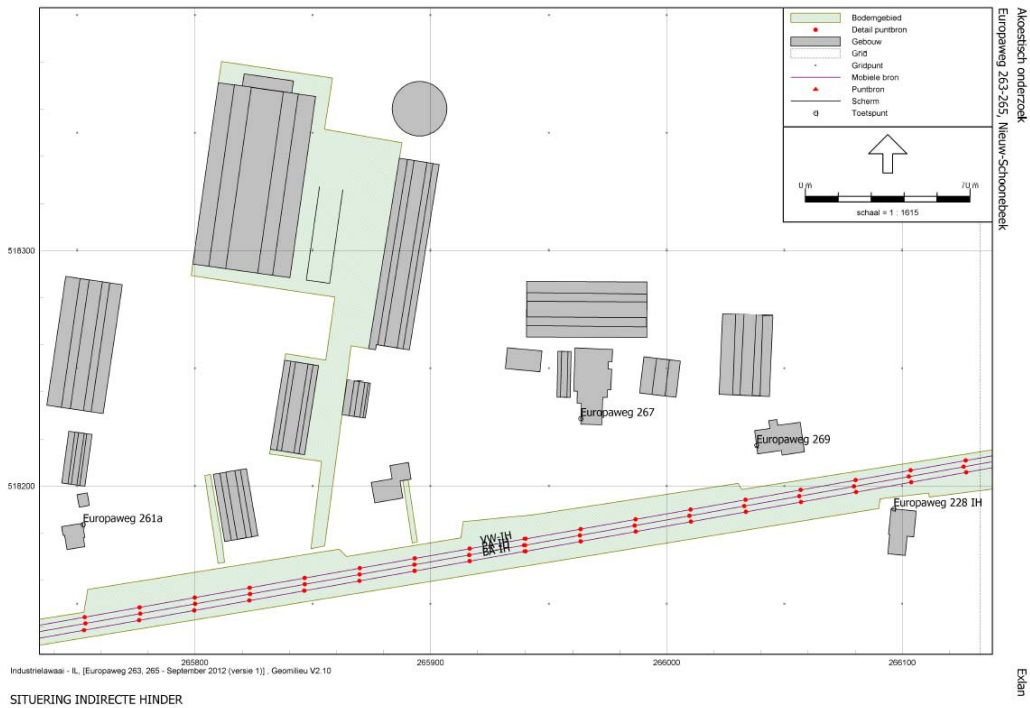 Akoestisch onderzoek
Europaweg 263-265, Nieuw-Schoonebeek
Bodemgebied
Detail puntbron
Gebouw
Grid
Gridpunt
Mobiele bron
Puntbron
Scherm
Toetspunt
0 m 70 m
schaal = 1 : 1615
518300
518200
Europaweg 267
Europaweg 269
Europaweg 261a
Europaweg 228 IH
VW-IH
BA-IH
265800 265900 266000 266100
Industrielawaai - IL, [Europaweg 263, 265 - September 2012 (versie 1)] , Geomilieu V2.10
SITUERING INDIRECTE HINDER
Exlan